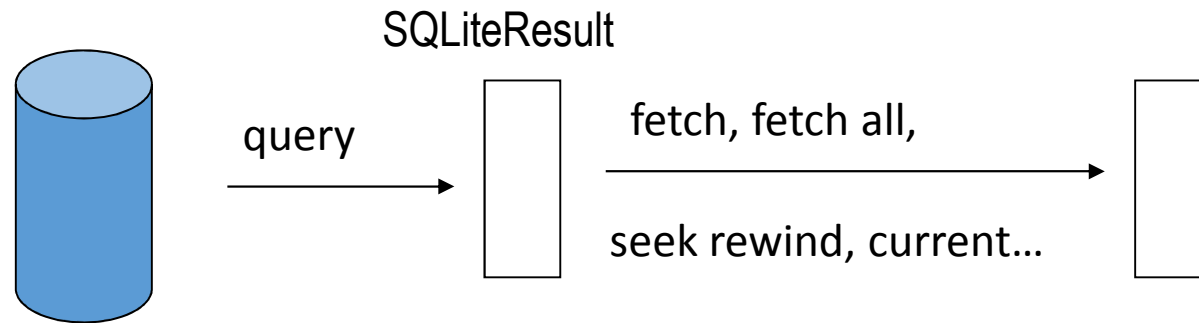 SQLiteResult
query
fetch, fetch all,
seek rewind, current…